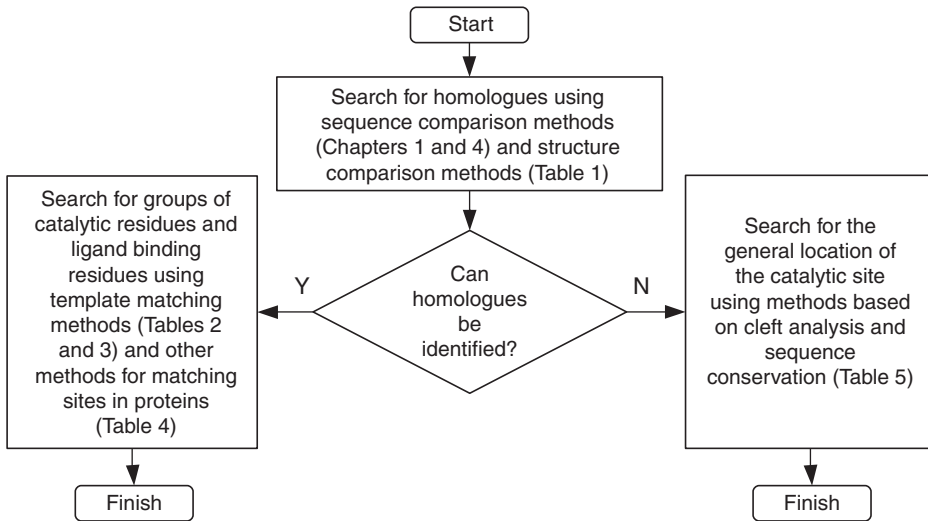 Start
Search for homologues using
sequence comparison methods
(Chapters 1 and 4) and structure
comparison methods (Table 1)
Search for groups of
catalytic residues and
ligand binding
residues using
template matching
methods (Tables 2
and 3) and other
methods for matching
sites in proteins
(Table 4)
Y
Can
homologues
be
identified?
N
Search for the
general location of
the catalytic site
using methods based
on cleft analysis and
sequence
conservation (Table 5)
Finish
Finish